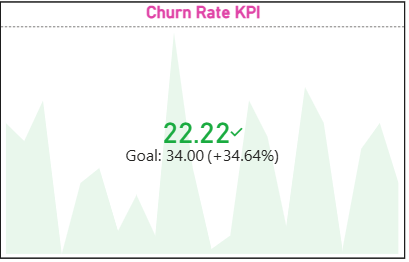 Churn Rate KPI
22.22✓
Goal: 34.00 (+34.64%)